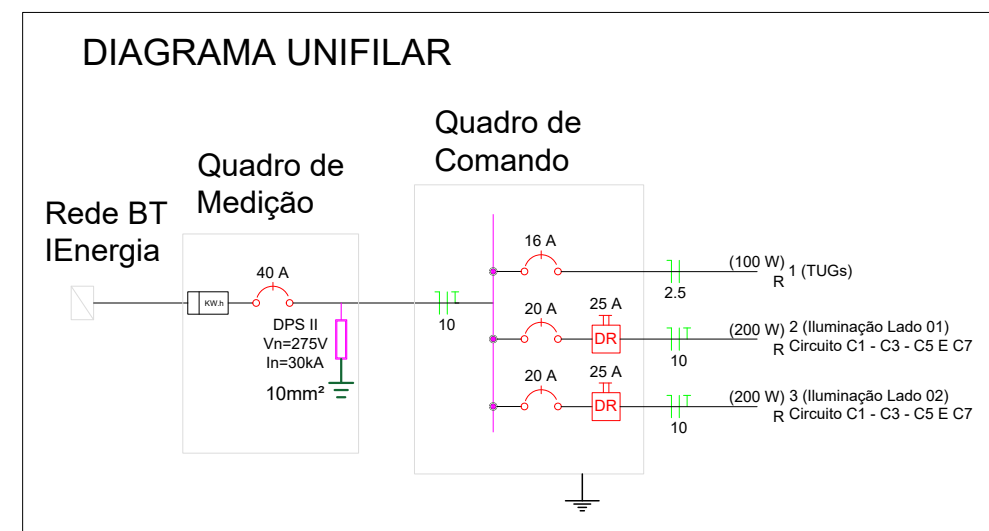 DIAGRAMA UNIFILAR
Rede BT
IEnergia
Quadro de
Medição
KW.h
40 A
DPS II
Vn=275V
In=30kA
10mm²
Quadro de
Comando
10
16 A
2.5
(100 W)
R
1 (TUGs)
20 A
25 A
DR
10
(200 W)
R
2 (Iluminação Lado 01)
Circuito C1 - C3 - C5 E C7
20 A
25 A
DR
10
(200 W)
R
3 (Iluminação Lado 02)
Circuito C1 - C3 - C5 E C7